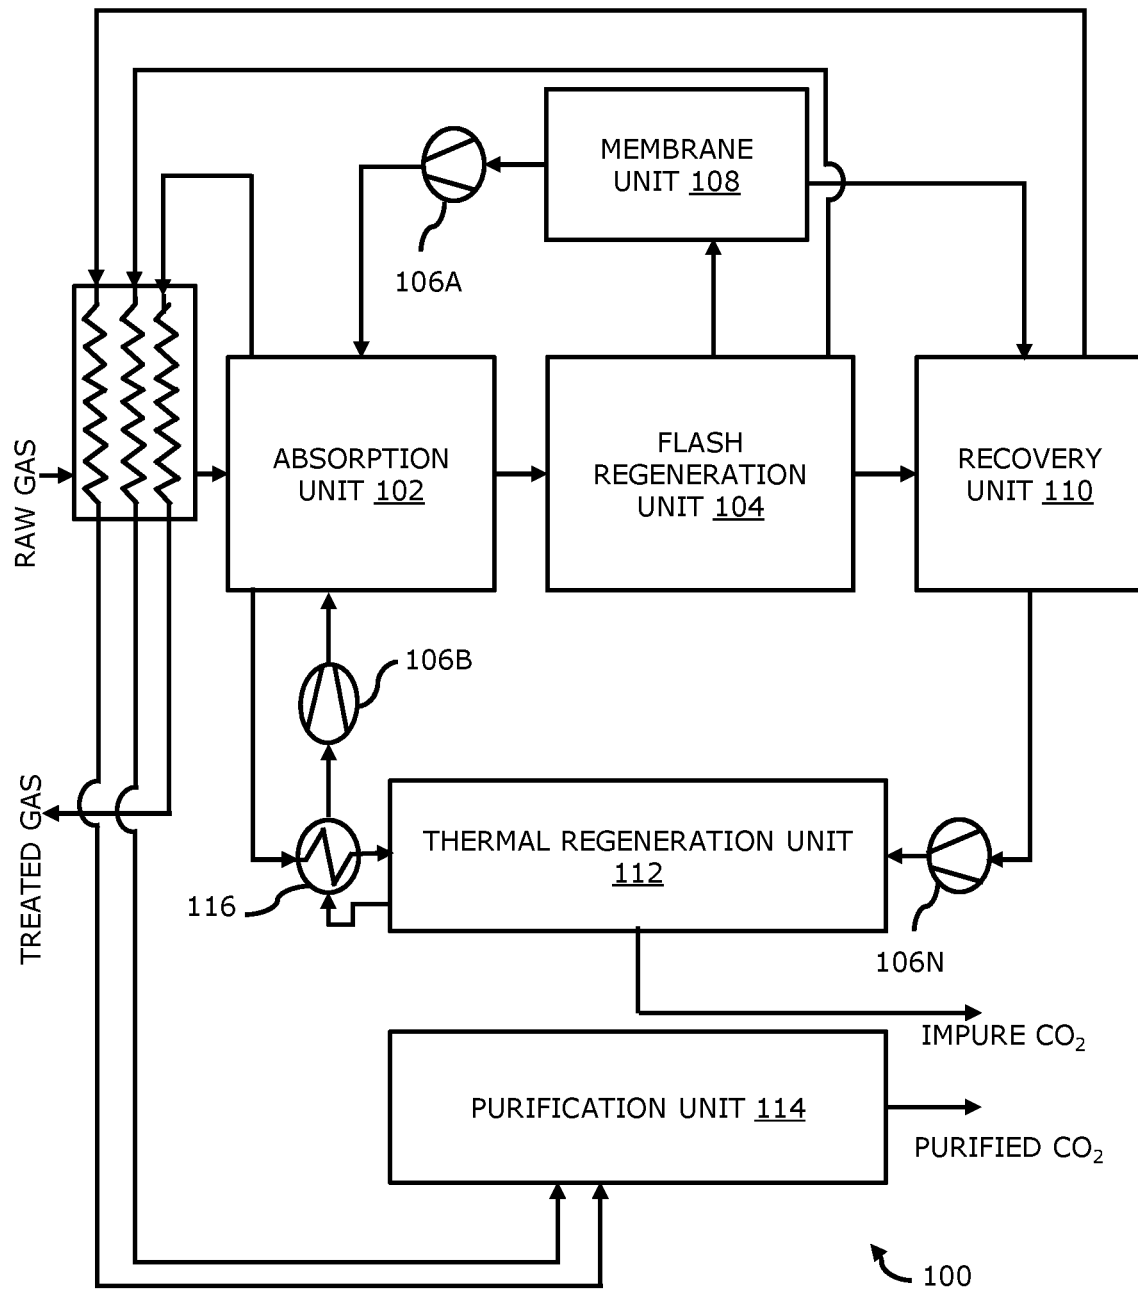 MEMBRANE
UNIT 108
106A
RAW GAS
ABSORPTION
UNIT 102
FLASH
REGENERATION
UNIT 104
RECOVERY
UNIT 110
106B
TREATED GAS
THERMAL REGENERATION UNIT
112
116
106N
IMPURE CO₂
PURIFICATION UNIT 114
PURIFIED CO₂
100